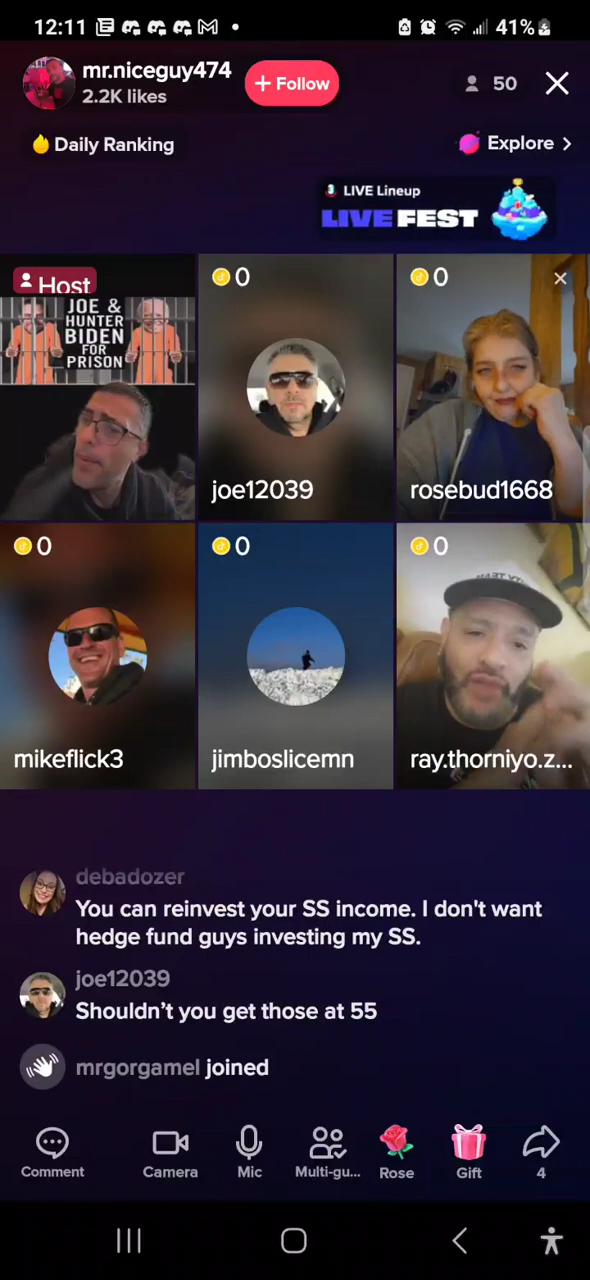 12:11
41%
mr.niceguy474
2.2K likes
+ Follow
50
Daily Ranking
Explore >
LIVE Lineup
LIVE FEST
Host
JOE &
HUNTER
BIDEN
FOR
PRISON
0
joe12039
0
rosebud1668
0
mikeflick3
0
jimboslicemn
0
ray.thorniyo.z...
debadozer
You can reinvest your SS income. I don't want
hedge fund guys investing my SS.
joe12039
Shouldn’t you get those at 55
mrgorgamel joined
Comment
Camera
Mic
Multi-gu...
Rose
Gift
4